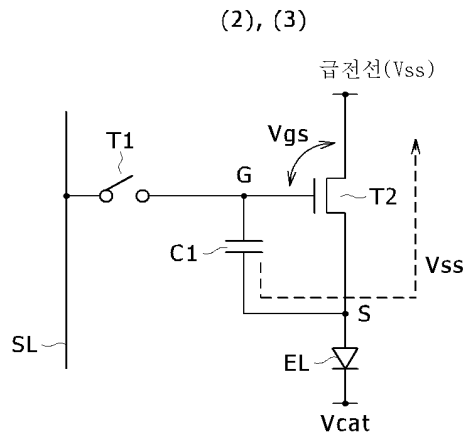 (2), (3)
급전선(Vss)
T1
Vgs
G
T2
C1
Vss
S
SL
EL
Vcat